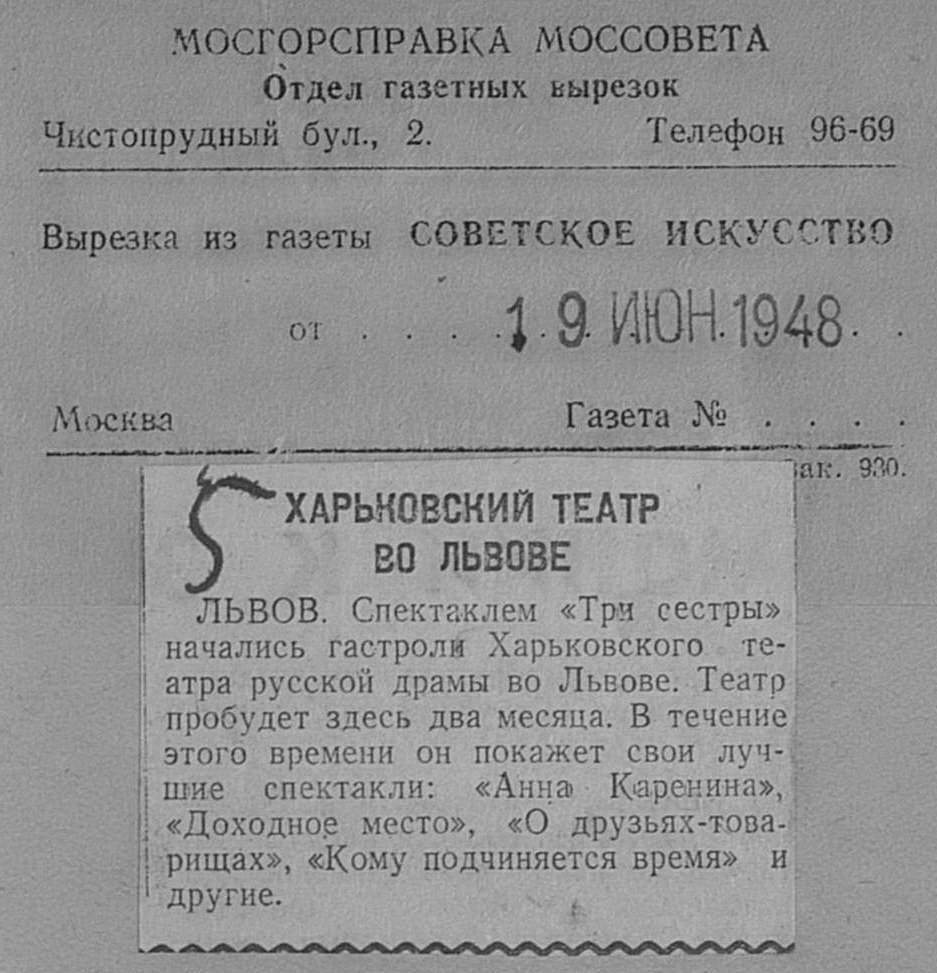 МОСГОРСПРАВКА МОССОВЕТА
Отдел газетных вырезок
Чистопрудный бул., 2. Телефон 96-69
Вырезка из газеты СОВЕТСКОЕ ИСКУССТВО
от . . . . 19 ИЮН. 1948 . .
Москва Газета № . . . .
Зак. 930.
5
ХАРЬКОВСКИЙ ТЕАТР
ВО ЛЬВОВЕ
ЛЬВОВ. Спектаклем «Три сестры»
начались гастроли Харьковского те-
атра русской драмы во Львове. Театр
пробудет здесь два месяца. В течение
этого времени он покажет свои луч-
шие спектакли: «Анна Каренина»,
«Доходное место», «О друзьях-това-
рищах», «Кому подчиняется время» и
другие.